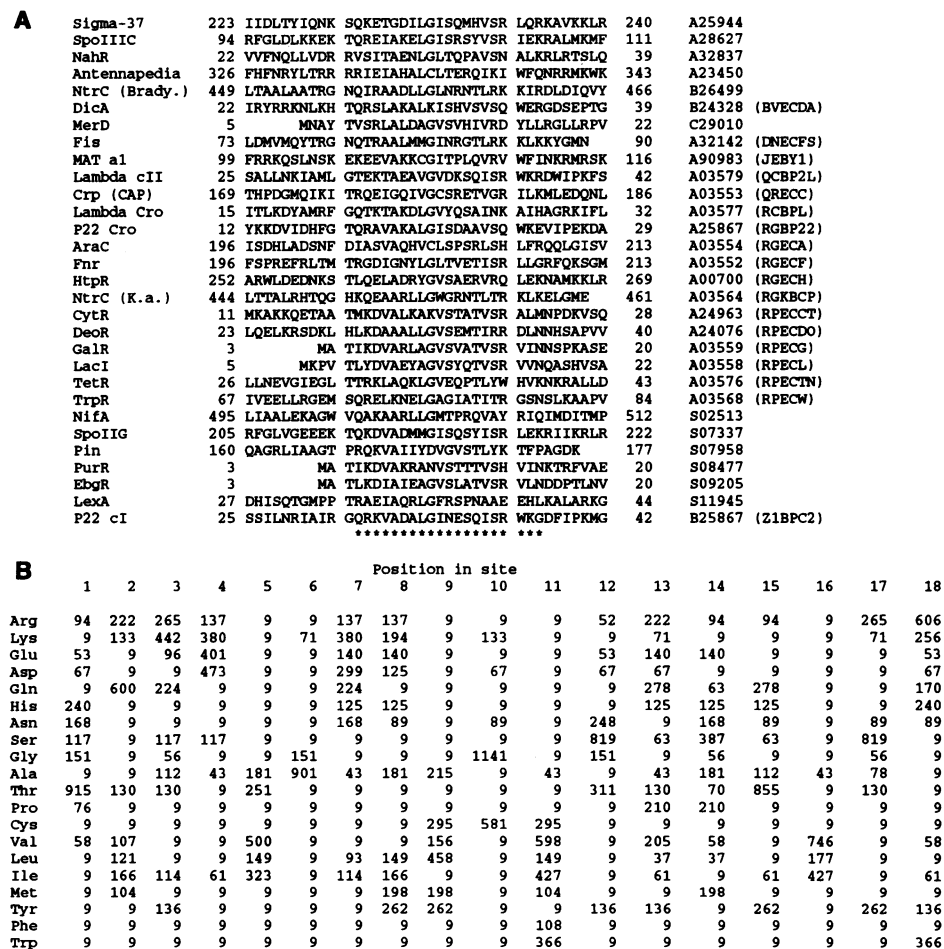 A
Sigma-37 223 IIDLTYIQNK SQKETGDILGISQMHVSR LQRKAVKKLR 240 A25944
SpoIIIC 94 RFGLDLKKEK TQREIAKELGISRSYVSR IEKRALMKMF 111 A28627
NahR 22 VVFNQLLVDR RVSITAENLGLTQPAVSN ALKRLRTSLQ 39 A32837
Antennapedia 326 FHFNRYLTRR RRIEIAHALCLTERQIKI WFQNRRMKWK 343 A23450
NtrC (Brady.) 449 LTAALAATRG NQIRAADLLGLNRNTLRK KIRDLDIQVY 466 B26499
DicA 22 IRYRRKNLKH TQRSLAKALKISHVSVSQ WERGDSEPTG 39 B24328 (BVECDA)
MerD 5 MNAY TVSRLALDAGVSVHIVRD YLLRGLLRPV 22 C29010
Fis 73 LDMVMQYTRG NQTRAALMMGINRGTLRK KLKKYGMN 90 A32142 (DNECFS)
MAT a1 99 FRRKQSLNSK EKEEVAKKCGITPLQVRV WFINKRMRSK 116 A90983 (JEBY1)
Lambda cII 25 SALLNKIAML GTEKTAEAVGVDKSQISR WKRDWIPKFS 42 A03579 (QCBP2L)
Crp (CAP) 169 THPDGMQIKI TRQEIGQIVGCSRETVGR ILKMLEDQNL 186 A03553 (QRECC)
Lambda Cro 15 ITLKDYAMRF GQTKTAKDLGVYQSAINK AIHAGRKIFL 32 A03577 (RCBPL)
P22 Cro 12 YKKDVIDHFG TQRAVAKALGISDAAVSQ WKEVIPEKDA 29 A25867 (RGBP22)
AraC 196 ISDHLADSNF DIASVAQHVCLSPSRLSH LFRQQLGISV 213 A03554 (RGECA)
Fnr 196 FSPREFRLTM TRGDIGNYLGLTVETISR LLGRFQKSGM 213 A03552 (RGECF)
HtpR 252 ARWLDEDNKS TLQELADRYGVSAERVRQ LEKNAMKKLR 269 A00700 (RGECH)
NtrC (K.a.) 444 LTTALRHTQG HKQEAARLLGWGRNTLTR KLKELGME 461 A03564 (RGKBCP)
CytR 11 MKAKKQETAA TMKDVALKAKVSTATVSR ALMNPDKVSQ 28 A24963 (RPECCT)
DeoR 23 LQELKRSDKL HLKDAAALLGVSEMTIRR DLNNHSAPVV 40 A24076 (RPECDO)
GalR 3 MA TIKDVARLAGVSVATVSR VINNSPKASE 20 A03559 (RPECG)
LacI 5 MKPV TLYDVAEYAGVSYQTVSR VVNQASHVSA 22 A03558 (RPECL)
TetR 26 LLNEVGIEGL TTRKLAQKLGVEQPTLYW HVKNKRALLD 43 A03576 (RPECTN)
TrpR 67 IVEELLRGEM SQRELKNELGAGIATITR GSNSLKAAPV 84 A03568 (RPECW)
NifA 495 LIAALEKAGW VQAKAARLLGMTPRQVAY RIQIMDITMP 512 S02513
SpoIIG 205 RFGLVGEEEK TQKDVADMMGISQSYISR LEKRIIKRLR 222 S07337
Pin 160 QAGRLIAAGT PRQKVAIIYDVGVSTLYK TFPAGDK 177 S07958
PurR 3 MA TIKDVAKRANVSTTTVSH VINKTRFVAE 20 S08477
EbgR 3 MA TLKDIAIEAGVSLATVSR VLNDDPTLNV 20 S09205
LexA 27 DHISQTGMPP TRAEIAQRLGFRSPNAAE EHLKALARKG 44 S11945
P22 cI 25 SSILNRIAIR GQRKVADALGINESQISR WKGDFIPKMG 42 B25867 (Z1BPC2)
***************** ***
B Position in site
1 2 3 4 5 6 7 8 9 10 11 12 13 14 15 16 17 18
Arg 94 222 265 137 9 9 137 137 9 9 9 52 222 94 94 9 265 606
Lys 9 133 442 380 9 71 380 194 9 133 9 9 71 9 9 9 71 256
Glu 53 9 96 401 9 9 140 140 9 9 9 53 140 140 9 9 9 53
Asp 67 9 9 473 9 9 299 125 9 67 9 67 67 9 9 9 9 67
Gln 9 600 224 9 9 9 224 9 9 9 9 9 278 63 278 9 9 170
His 240 9 9 9 9 9 125 125 9 9 9 9 125 125 125 9 9 240
Asn 168 9 9 9 9 9 168 89 9 89 9 248 9 168 89 9 89 89
Ser 117 9 117 117 9 9 9 9 9 9 9 819 63 387 63 9 819 9
Gly 151 9 56 9 9 151 9 9 9 1141 9 151 9 56 9 9 56 9
Ala 9 9 112 43 181 901 43 181 215 9 43 9 43 181 112 43 78 9
Thr 915 130 130 9 251 9 9 9 9 9 9 311 130 70 855 9 130 9
Pro 76 9 9 9 9 9 9 9 9 9 9 9 210 210 9 9 9 9
Cys 9 9 9 9 9 9 9 9 295 581 295 9 9 9 9 9 9 9
Val 58 107 9 9 500 9 9 9 156 9 598 9 205 58 9 746 9 58
Leu 9 121 9 9 149 9 93 149 458 9 149 9 37 37 9 177 9 9
Ile 9 166 114 61 323 9 114 166 9 9 427 9 61 9 61 427 9 61
Met 9 104 9 9 9 9 9 198 198 9 104 9 9 198 9 9 9 9
Tyr 9 9 136 9 9 9 9 262 262 9 9 136 136 9 262 9 262 136
Phe 9 9 9 9 9 9 9 9 9 9 108 9 9 9 9 9 9 9
Trp 9 9 9 9 9 9 9 9 9 9 366 9 9 9 9 9 9 366